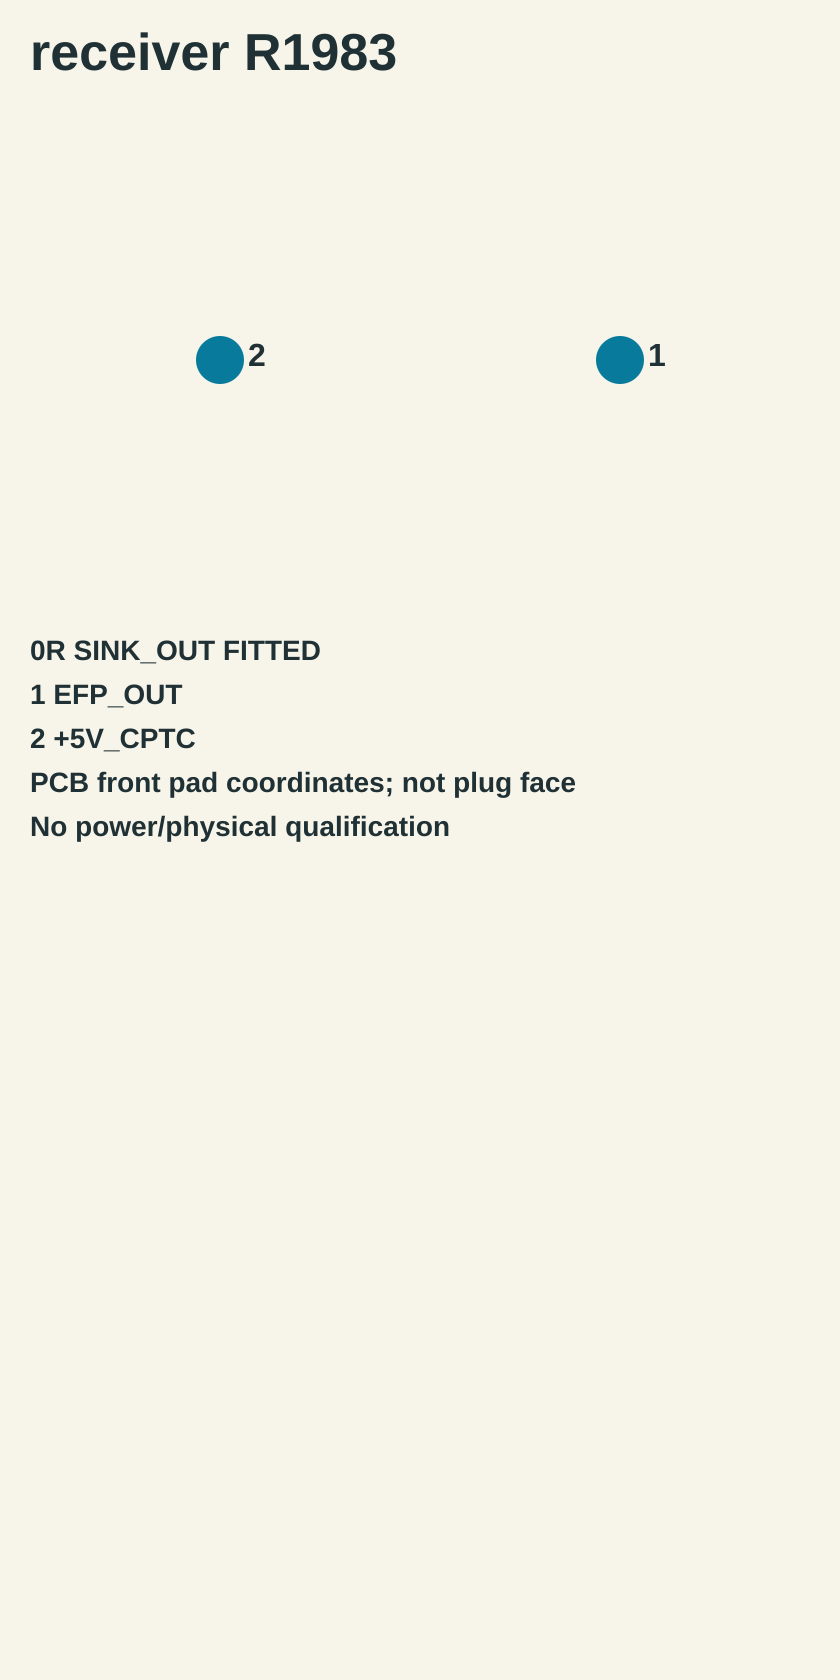 receiver R1983
2
1
0R SINK_OUT FITTED
1 EFP_OUT
2 +5V_CPTC
PCB front pad coordinates; not plug face
No power/physical qualification